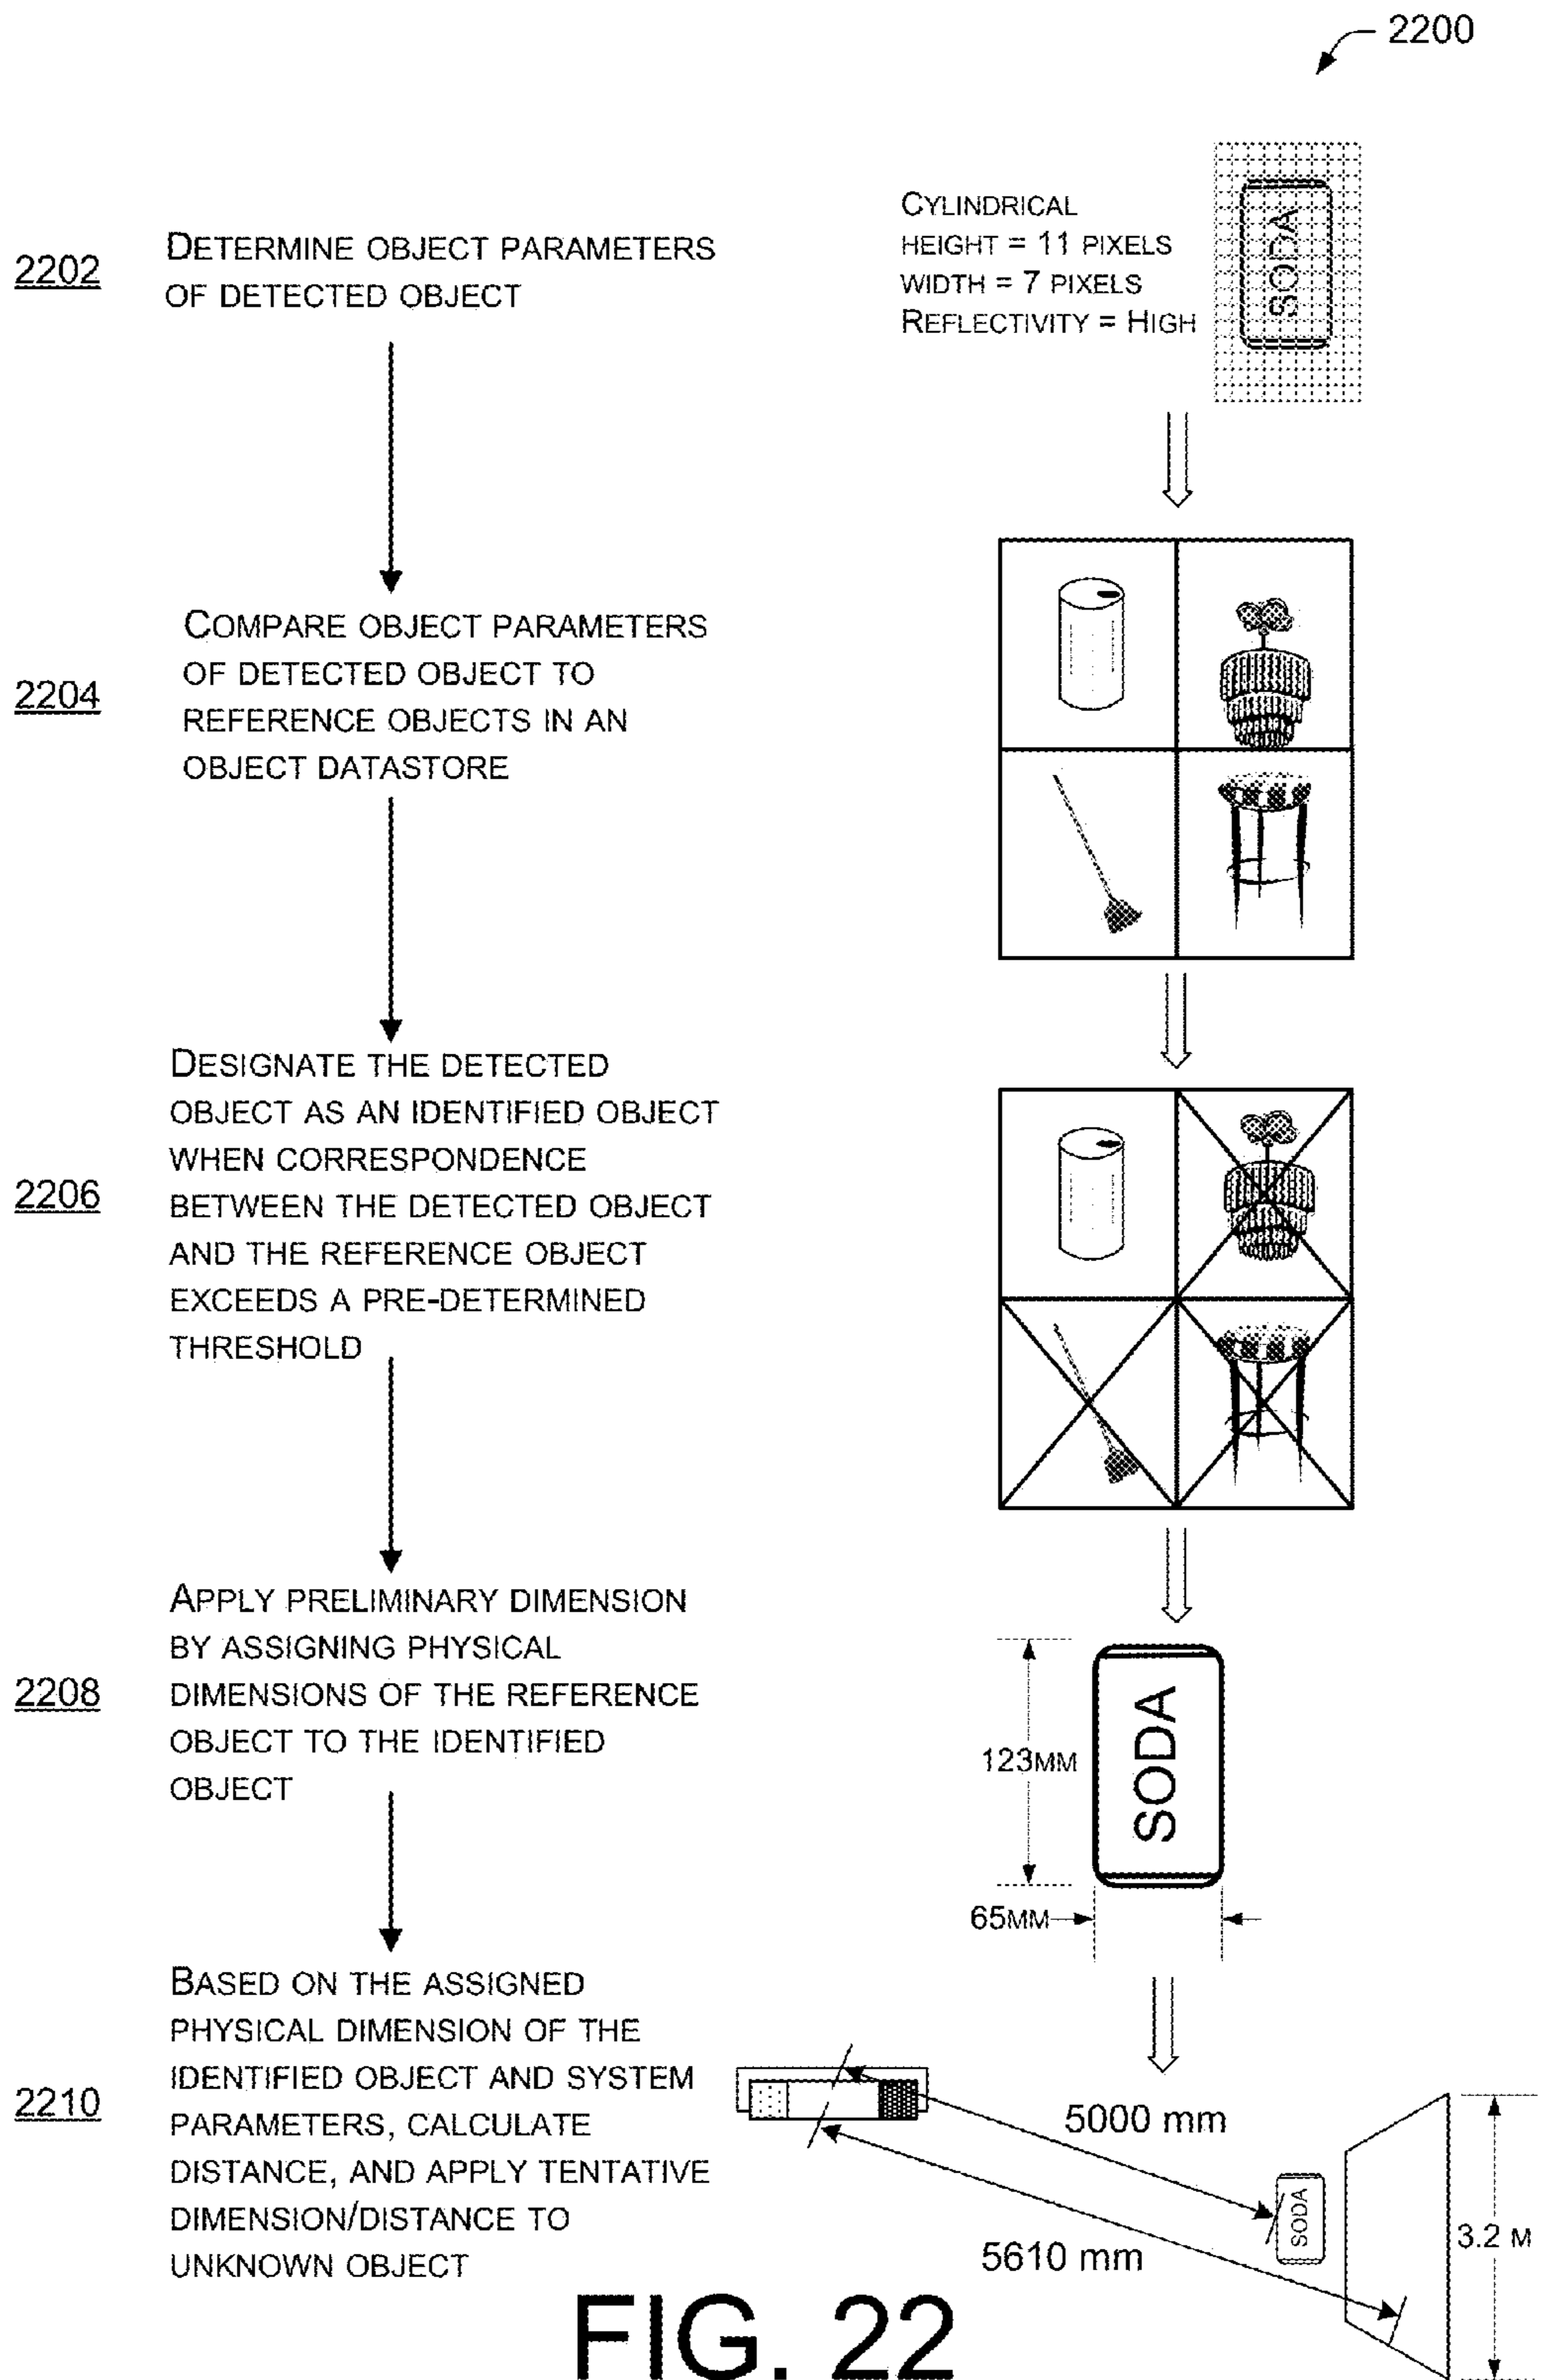 2200
CYLINDRICAL
HEIGHT = 11 PIXELS
WIDTH = 7 PIXELS
REFLECTIVITY = HIGH
SODA
2202
DETERMINE OBJECT PARAMETERS
OF DETECTED OBJECT
2204
COMPARE OBJECT PARAMETERS
OF DETECTED OBJECT TO
REFERENCE OBJECTS IN AN
OBJECT DATASTORE
2206
DESIGNATE THE DETECTED
OBJECT AS AN IDENTIFIED OBJECT
WHEN CORRESPONDENCE
BETWEEN THE DETECTED OBJECT
AND THE REFERENCE OBJECT
EXCEEDS A PRE-DETERMINED
THRESHOLD
2208
APPLY PRELIMINARY DIMENSION
BY ASSIGNING PHYSICAL
DIMENSIONS OF THE REFERENCE
OBJECT TO THE IDENTIFIED
OBJECT
123MM
SODA
65MM
2210
BASED ON THE ASSIGNED
PHYSICAL DIMENSION OF THE
IDENTIFIED OBJECT AND SYSTEM
PARAMETERS, CALCULATE
DISTANCE, AND APPLY TENTATIVE
DIMENSION/DISTANCE TO
UNKNOWN OBJECT
5000 mm
SODA
5610 mm
3.2 M
FIG. 22